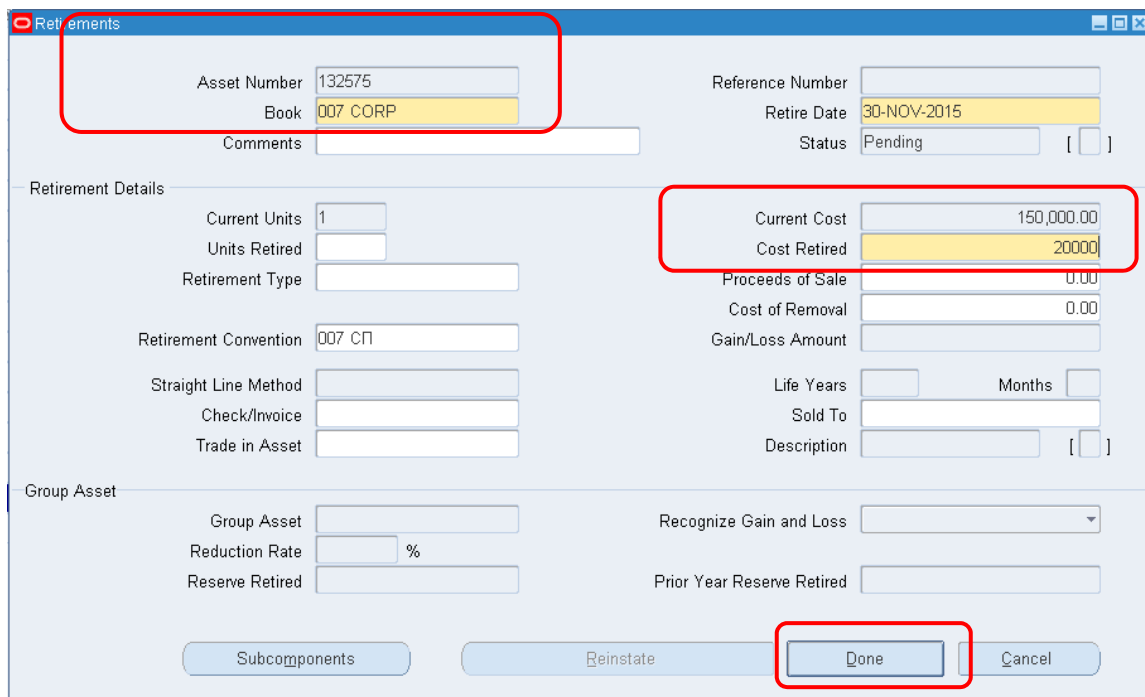 Retirements
Asset Number 132575 Reference Number
Book 007 CORP Retire Date 30-NOV-2015
Comments Status Pending [ ]
Retirement Details
Current Units 1 Current Cost 150,000.00
Units Retired Cost Retired 20000
Retirement Type Proceeds of Sale 0.00
Cost of Removal 0.00
Retirement Convention 007 СП Gain/Loss Amount
Straight Line Method Life Years Months
Check/Invoice Sold To
Trade in Asset Description [ ]
Group Asset
Group Asset Recognize Gain and Loss
Reduction Rate %
Reserve Retired Prior Year Reserve Retired
Subcomponents Reinstate Done Cancel